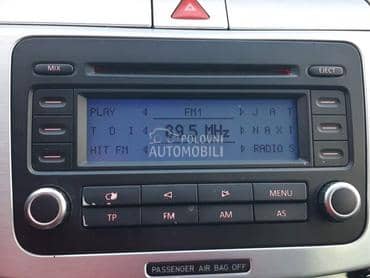 MIX
EJECT
PLAY FM1 J A T
T D I 89.5 MHz N A X I
HIT FM RADIO S
POLOVNI
AUTOMOBILI
MENU
TP FM AM AS
PASSENGER AIR BAG OFF